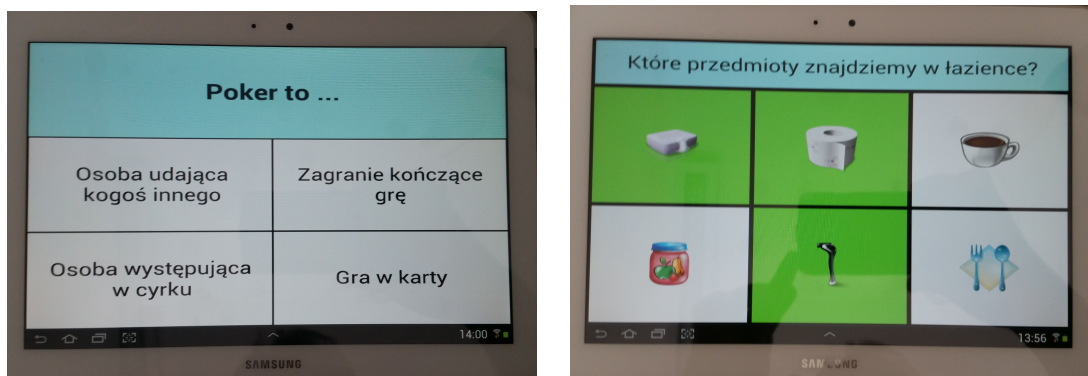 Poker to ...
Osoba udająca
kogoś innego
Zagranie kończące
grę
Osoba występująca
w cyrku
Gra w karty
14:00
SAMSUNG
Które przedmioty znajdziemy w łazience?
13:56
SAMSUNG